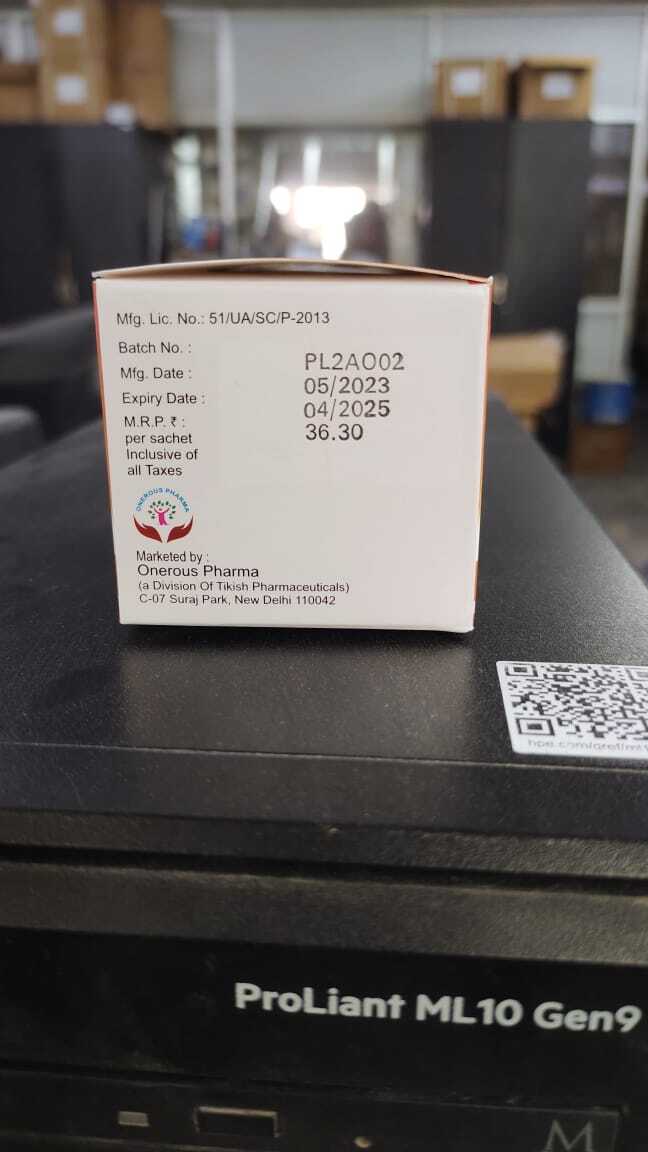 Mfg. Lic. No.: 51/UA/SC/P-2013
Batch No. : PL2AO02
Mfg. Date : 05/2023
Expiry Date : 04/2025
M.R.P. ₹ : 36.30
per sachet
Inclusive of
all Taxes
ONEROUS PHARMA
Marketed by :
Onerous Pharma
(a Division Of Tikish Pharmaceuticals)
C-07 Suraj Park, New Delhi 110042
ProLiant ML10 Gen9
M